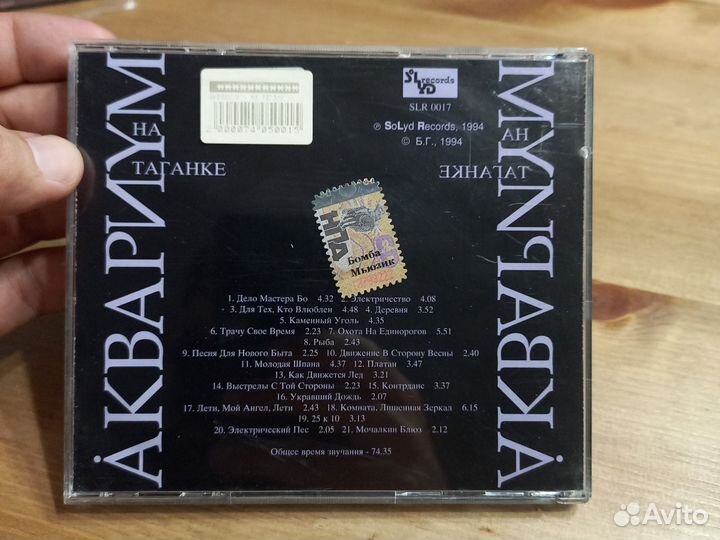 АКВАРИУМ
НА
ТАГАНКЕ
2000074050015
SoLyd records
SLR 0017
℗ SoLyd Records, 1994
© Б.Г., 1994
АКВАРИУМ
НА
ТАГАНКЕ
НПА
Бомба
Мьюзик
2293222
1. Дело Мастера Бо 4.32 2. Электричество 4.08
3. Для Тех, Кто Влюблен 4.48 4. Деревня 3.52
5. Каменный Уголь 4.35
6. Трачу Свое Время 2.23 7. Охота На Единорогов 5.51
8. Рыба 2.43
9. Песня Для Нового Быта 2.25 10. Движение В Сторону Весны 2.40
11. Молодая Шпана 4.37 12. Платан 3.47
13. Как Движется Лед 3.21
14. Выстрелы С Той Стороны 2.23 15. Контрданс 3.37
16. Укравший Дождь 2.07
17. Лети, Мой Ангел, Лети 2.43 18. Комната, Лишенная Зеркал 6.15
19. 25 к 10 3.13
20. Электрический Пес 2.05 21. Мочалкин Блюз 2.12
Общее время звучания - 74.35
Avito